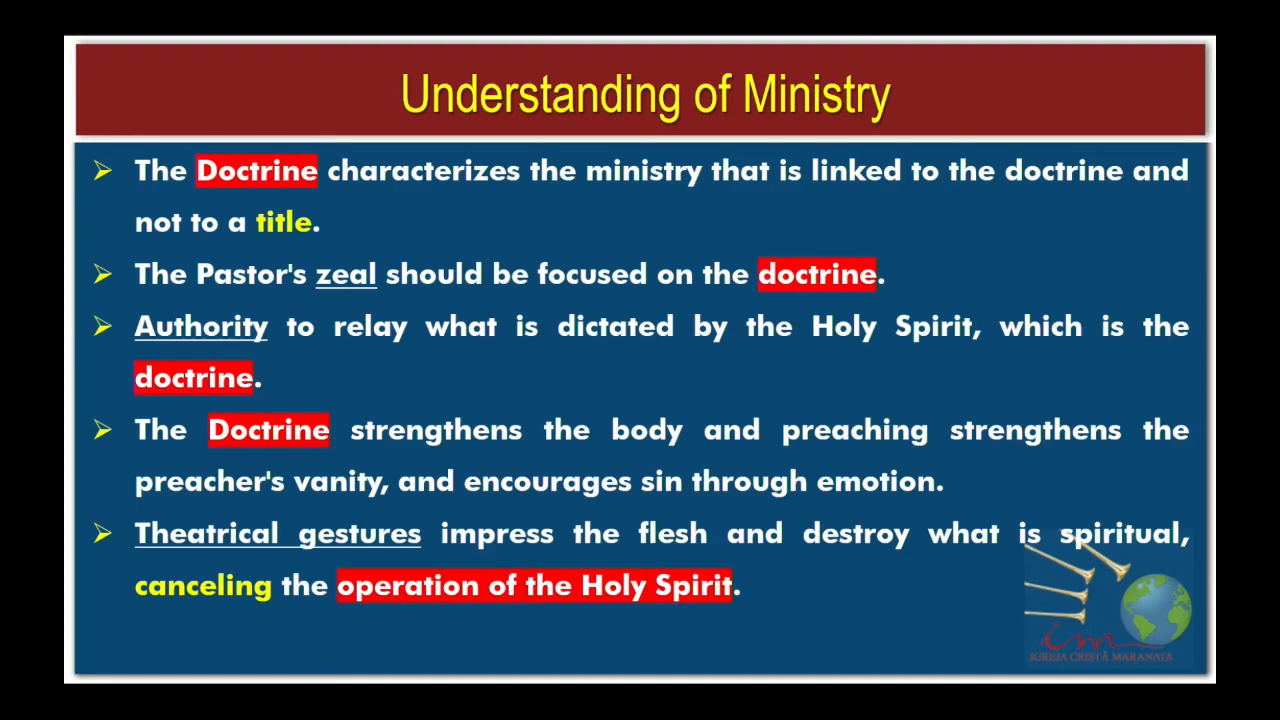 Understanding of Ministry
The Doctrine characterizes the ministry that is linked to the doctrine and
not to a title.
The Pastor's zeal should be focused on the doctrine.
Authority to relay what is dictated by the Holy Spirit, which is the
doctrine.
The Doctrine strengthens the body and preaching strengthens the
preacher's vanity, and encourages sin through emotion.
Theatrical gestures impress the flesh and destroy what is spiritual,
canceling the operation of the Holy Spirit.
icm
IGREJA CRISTÃ MARANATA